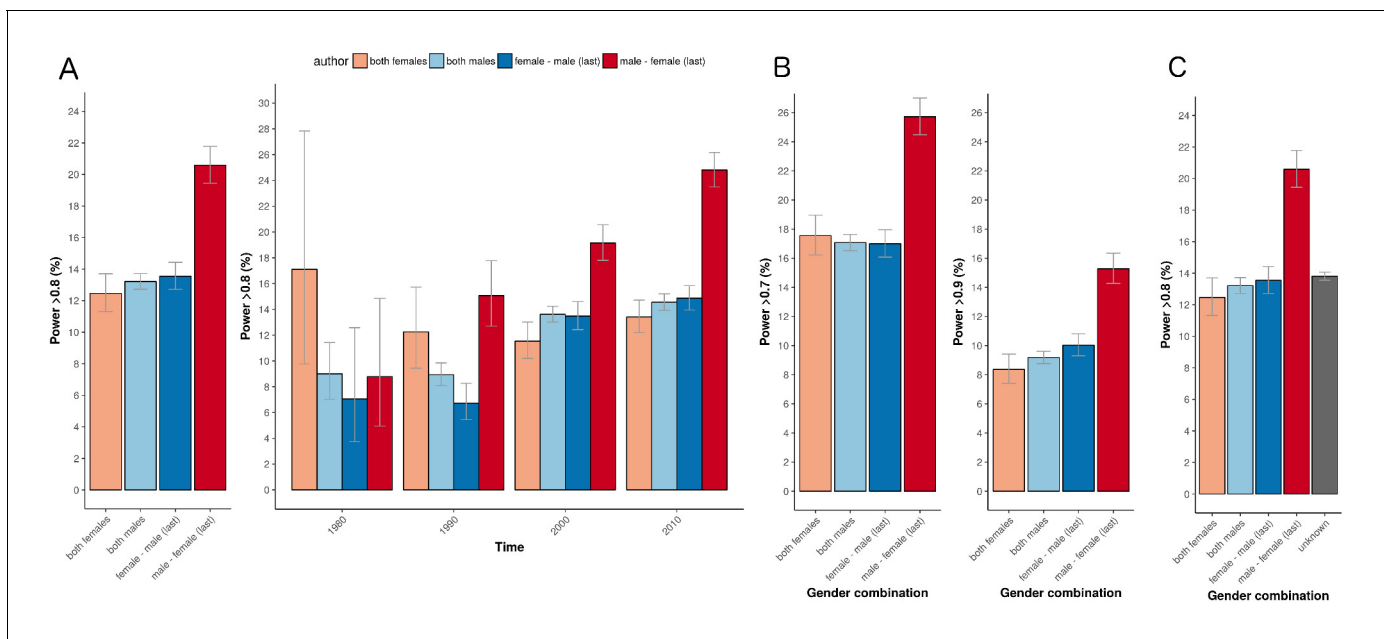 A
B
C
author both females both males female - male (last) male - female (last)
Power >0.8 (%)
24
22
20
18
16
14
12
10
8
6
4
2
0
both females
both males
female - male (last)
male - female (last)
Power >0.8 (%)
30
28
26
24
22
20
18
16
14
12
10
8
6
4
2
0
1980
1990
2000
2010
Time
Power >0.7 (%)
26
24
22
20
18
16
14
12
10
8
6
4
2
0
both females
both males
female - male (last)
male - female (last)
Gender combination
Power >0.9 (%)
26
24
22
20
18
16
14
12
10
8
6
4
2
0
both females
both males
female - male (last)
male - female (last)
Gender combination
Power >0.8 (%)
24
22
20
18
16
14
12
10
8
6
4
2
0
both females
both males
female - male (last)
male - female (last)
unknown
Gender combination